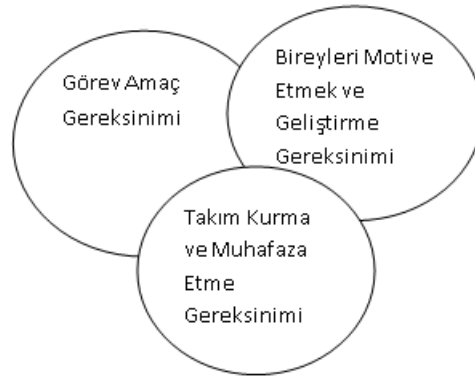 Görev Amaç
Gereksinimi
Bireyleri Motive
Etmek ve
Geliştirme
Gereksinimi
Takım Kurma
ve Muhafaza
Etme
Gereksinimi